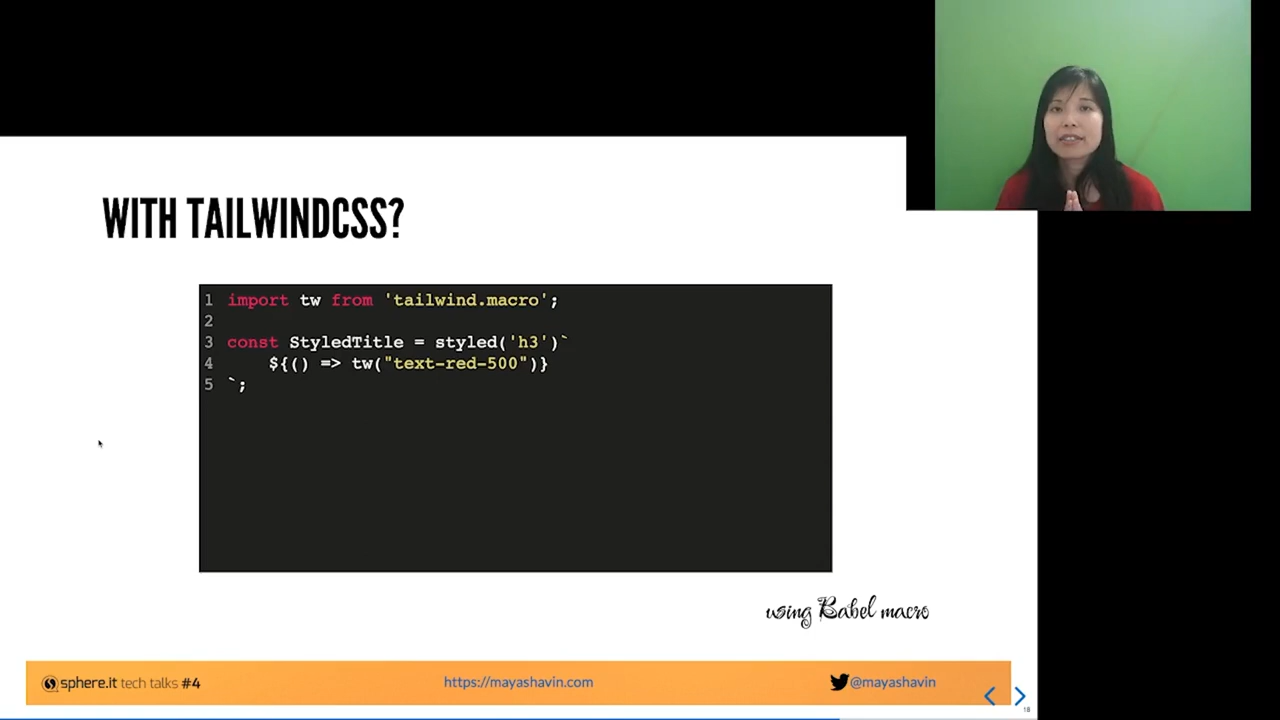 WITH TAILWINDCSS?
1 import tw from 'tailwind.macro';
2
3 const StyledTitle = styled('h3')`
4     ${() => tw("text-red-500")}
5 `;
using Babel macro
sphere.it tech talks #4
https://mayashavin.com
@mayashavin
18